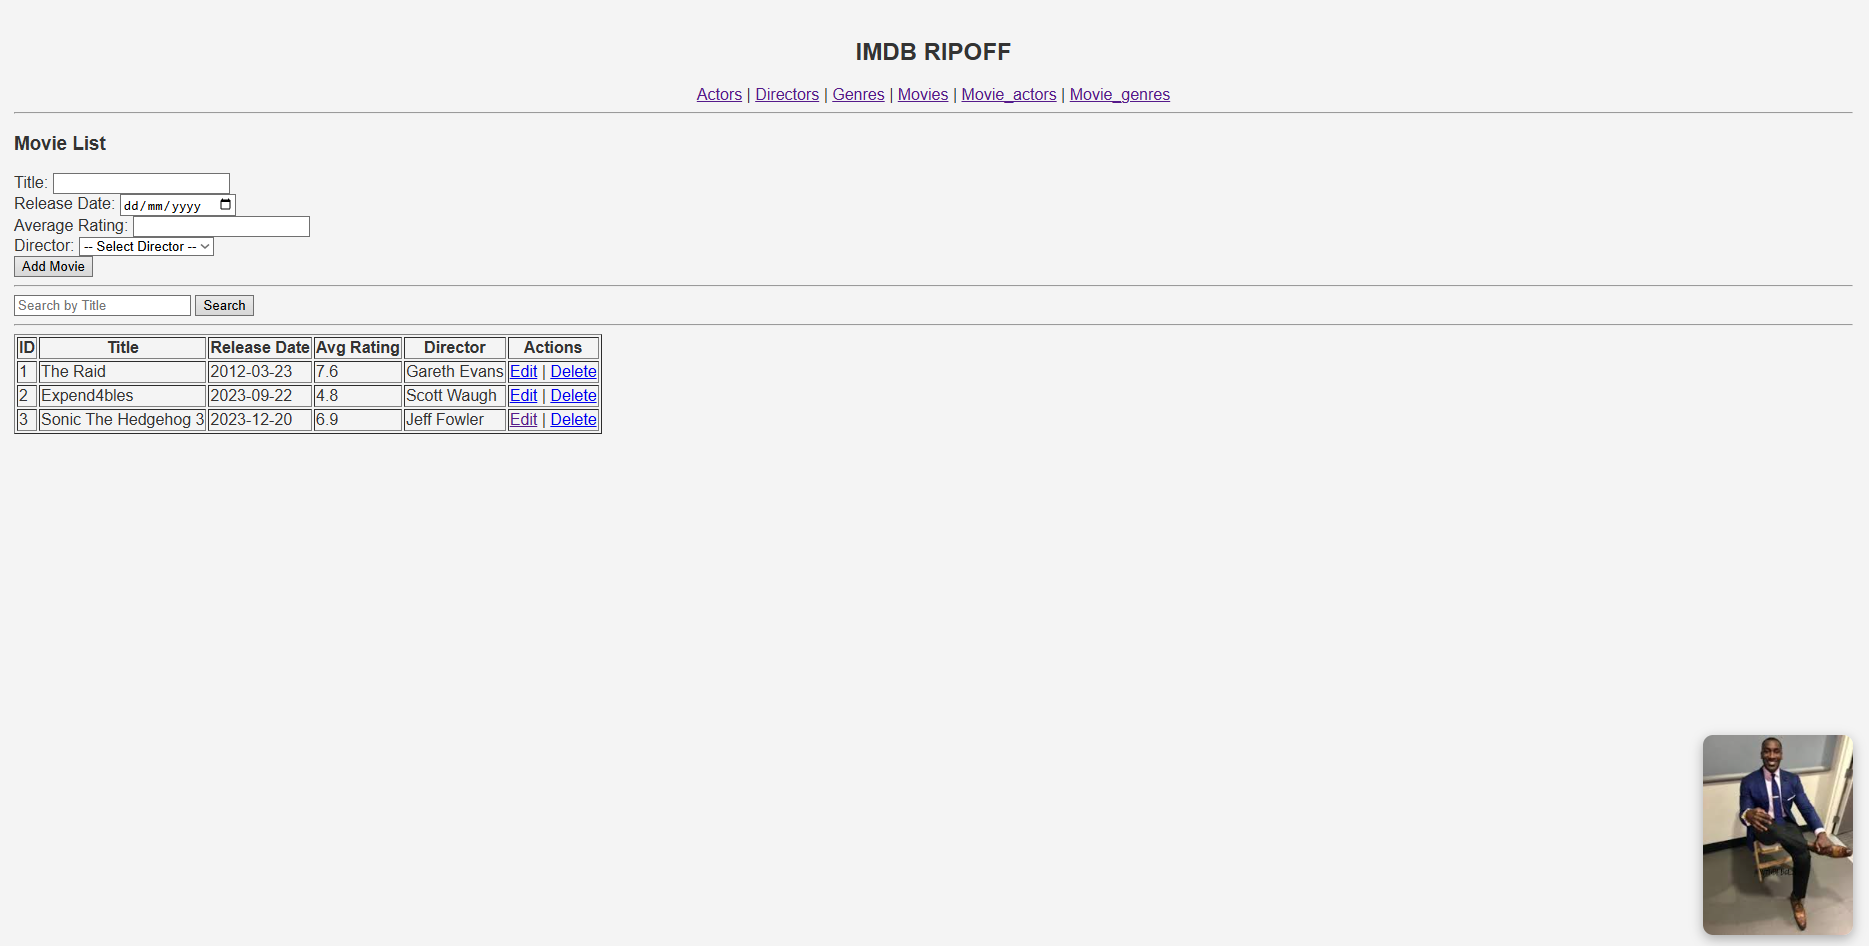 IMDB RIPOFF
Actors | Directors | Genres | Movies | Movie_actors | Movie_genres
Movie List
Title:
Release Date: dd/mm/yyyy
Average Rating:
Director: -- Select Director --
Add Movie
Search by Title Search
ID Title Release Date Avg Rating Director Actions
1 The Raid 2012-03-23 7.6 Gareth Evans Edit | Delete
2 Expend4bles 2023-09-22 4.8 Scott Waugh Edit | Delete
3 Sonic The Hedgehog 3 2023-12-20 6.9 Jeff Fowler Edit | Delete